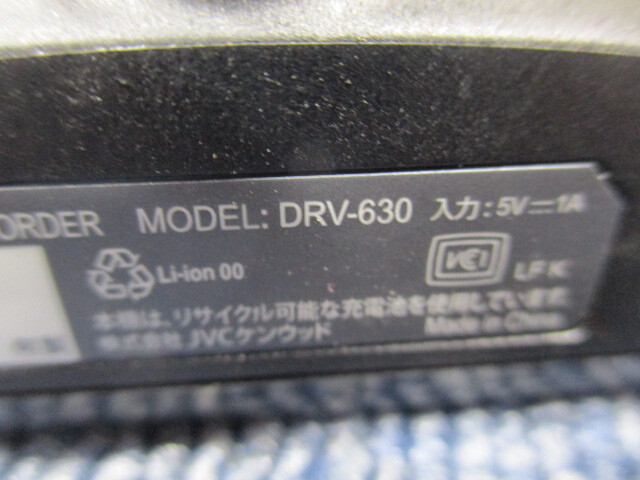 ORDER MODEL: DRV-630 入力:5V⎓1A
Li-ion 00
VCCI
本機は、リサイクル可能な充電池を使用しています。
株式会社 JVCケンウッド Made in China